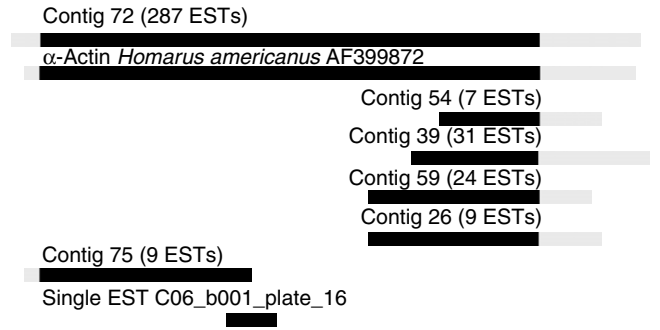 Contig 72 (287 ESTs)
α-Actin Homarus americanus AF399872
Contig 54 (7 ESTs)
Contig 39 (31 ESTs)
Contig 59 (24 ESTs)
Contig 26 (9 ESTs)
Contig 75 (9 ESTs)
Single EST C06_b001_plate_16